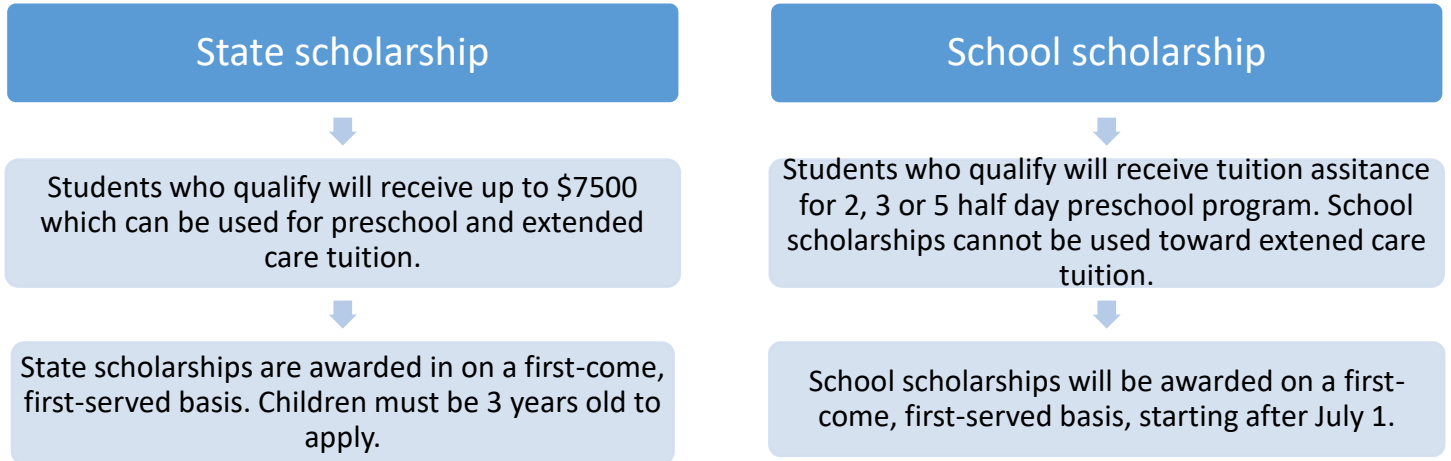 State scholarship
Students who qualify will receive up to $7500
which can be used for preschool and extended
care tuition.
State scholarships are awarded in on a first-come,
first-served basis. Children must be 3 years old to
apply.
School scholarship
Students who qualify will receive tuition assitance
for 2, 3 or 5 half day preschool program. School
scholarships cannot be used toward extened care
tuition.
School scholarships will be awarded on a first-
come, first-served basis, starting after July 1.